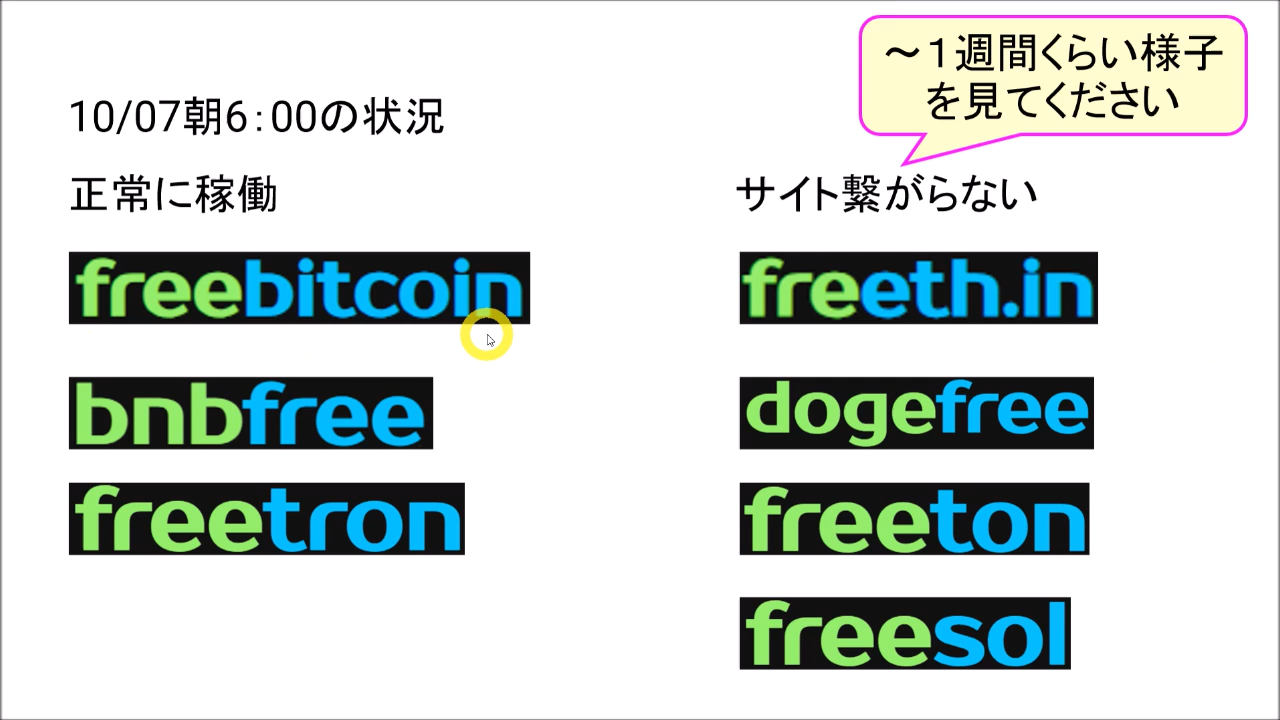 ～１週間くらい様子
を見てください
10/07朝6：00の状況
正常に稼働
サイト繋がらない
freebitcoin
freeeth.in
bnbfree
dogefree
freetron
freeton
freesol